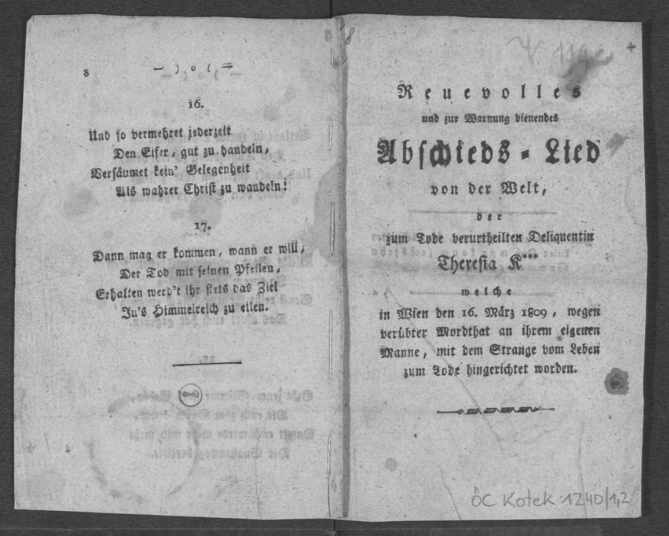 8
— ) o ( =
16.
Und so vermehret jederzeit
Den Eifer, gut zu handeln,
Versäumet kein' Gelegenheit
Als wahrer Christ zu wandeln!
17.
Dann mag er kommen, wann er will,
Der Tod mit seinen Pfeilen,
Erhalten werd't ihr stets das Ziel
In's Himmelreich zu eilen.
Reuevolles
und zur Warnung dienendes
Abschieds-Lied
von der Welt,
der
zum Tode verurtheilten Deliquentin
Theresia K***
welche
in Wien den 16. März 1809, wegen
verübter Mordthat an ihrem eigenen
Manne, mit dem Strange vom Leben
zum Tode hingerichtet worden.
ÖC Kotek 1240/1,2